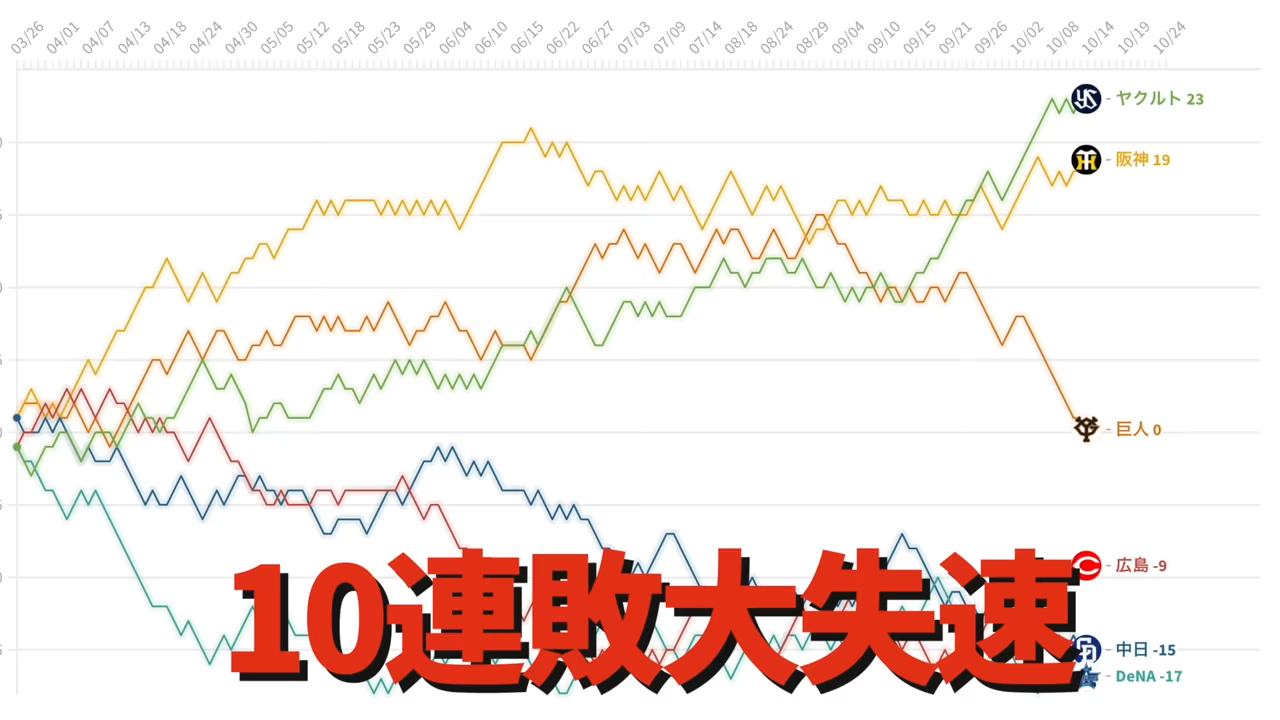 03/26 04/01 04/07 04/13 04/18 04/24 04/30 05/05 05/12 05/18 05/23 05/29 06/04 06/10 06/15 06/22 06/27 07/03 07/09 07/14 08/18 08/24 08/29 09/04 09/10 09/15 09/21 09/26 10/02 10/08 10/14 10/19 10/24
- ヤクルト 23
- 阪神 19
- 巨人 0
- 広島 -9
10連敗大失速
- 中日 -15
- DeNA -17